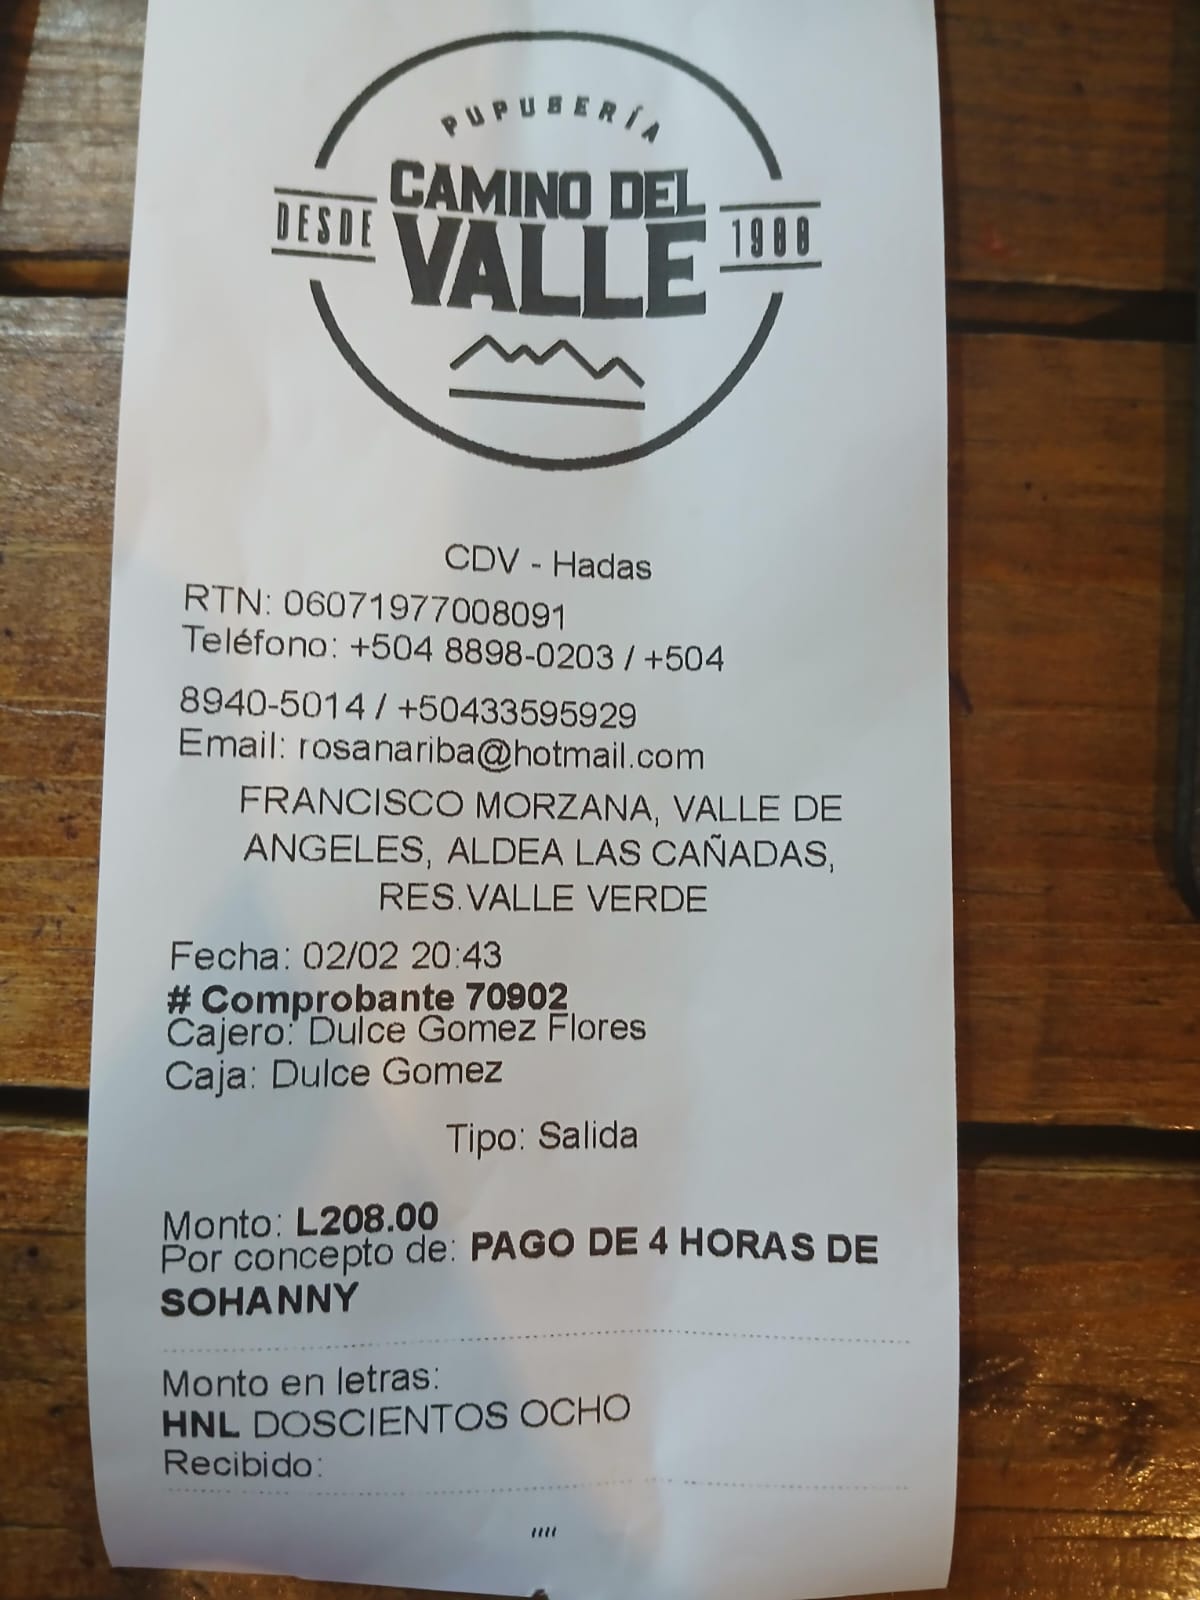 PUPUSERÍA
CAMINO DEL
VALLE
DESDE
1988
CDV - Hadas
RTN: 06071977008091
Teléfono: +504 8898-0203 / +504
8940-5014 / +50433595929
Email: rosanariba@hotmail.com
FRANCISCO MORZANA, VALLE DE
ANGELES, ALDEA LAS CAÑADAS,
RES.VALLE VERDE
Fecha: 02/02 20:43
# Comprobante 70902
Cajero: Dulce Gomez Flores
Caja: Dulce Gomez
Tipo: Salida
Monto: L208.00
Por concepto de: PAGO DE 4 HORAS DE
SOHANNY
Monto en letras:
HNL DOSCIENTOS OCHO
Recibido: